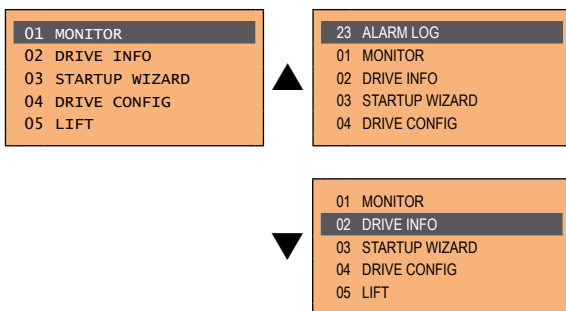 01 MONITOR
02 DRIVE INFO
03 STARTUP WIZARD
04 DRIVE CONFIG
05 LIFT
23 ALARM LOG
01 MONITOR
02 DRIVE INFO
03 STARTUP WIZARD
04 DRIVE CONFIG
01 MONITOR
02 DRIVE INFO
03 STARTUP WIZARD
04 DRIVE CONFIG
05 LIFT